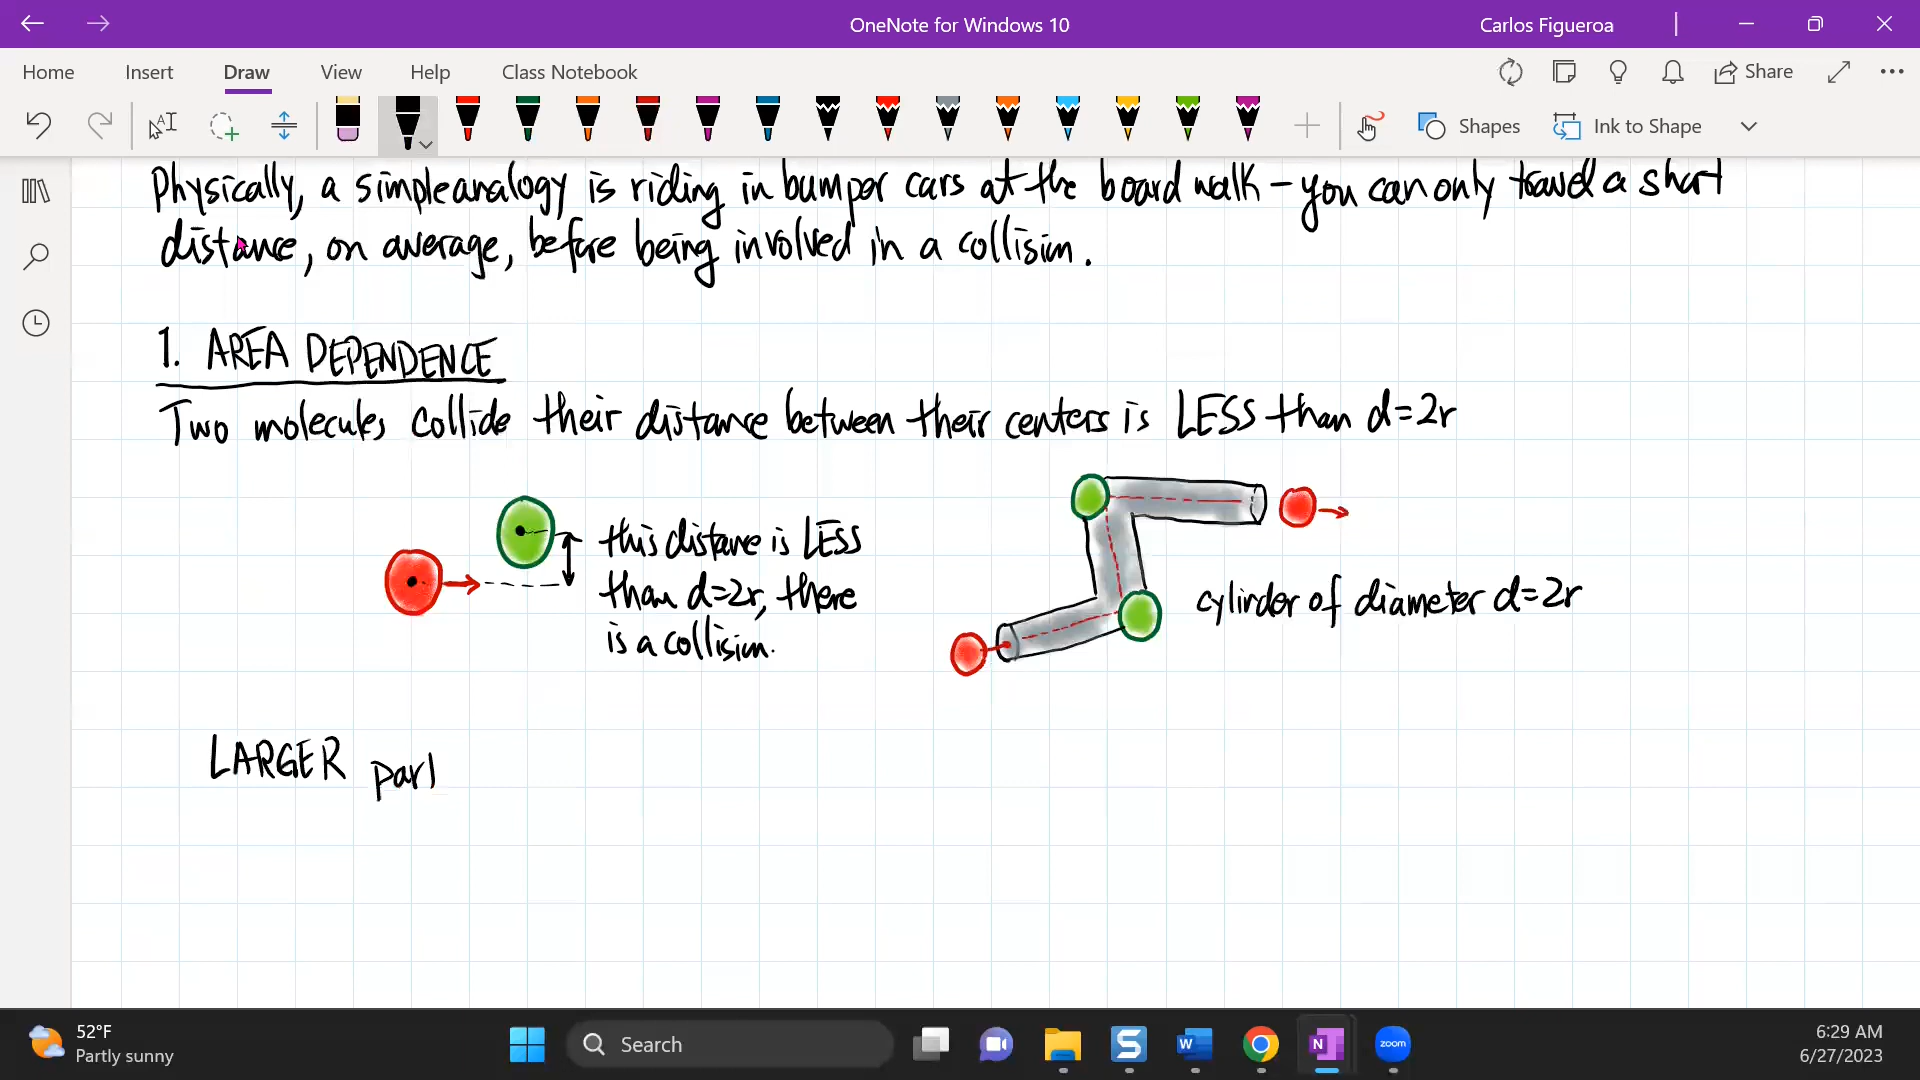 OneNote for Windows 10
Carlos Figueroa
Home Insert Draw View Help Class Notebook Share
Shapes Ink to Shape
Physically, a simple analogy is riding in bumper cars at the board walk – you can only travel a short
distance, on average, before being involved in a collision.
1. AREA DEPENDENCE
Two molecules collide their distance between their centers is LESS than d=2r
this distance is LESS
than d=2r, there
is a collision.
cylinder of diameter d=2r
LARGER parl
52°F
Partly sunny
Search
W
N
zoom
6:29 AM
6/27/2023